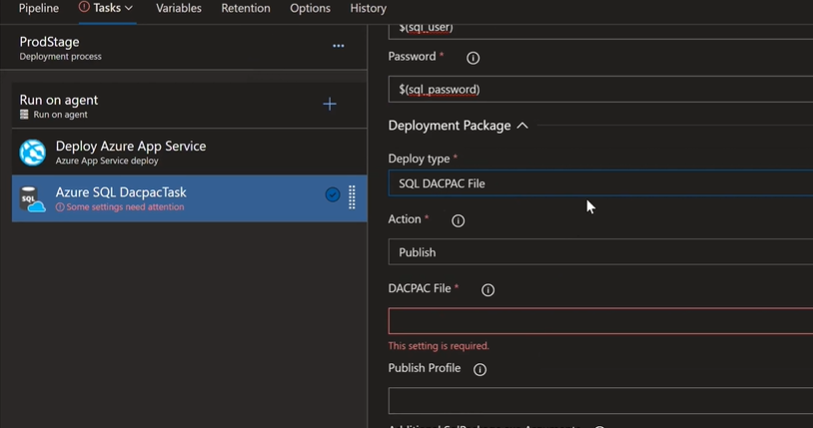 Pipeline Tasks Variables Retention Options History
ProdStage
Deployment process
Run on agent
Run on agent
Deploy Azure App Service
Azure App Service deploy
SQL
Azure SQL DacpacTask
Some settings need attention
$(sql_user)
Password *
$(sql_password)
Deployment Package
Deploy type *
SQL DACPAC File
Action *
Publish
DACPAC File *
This setting is required.
Publish Profile